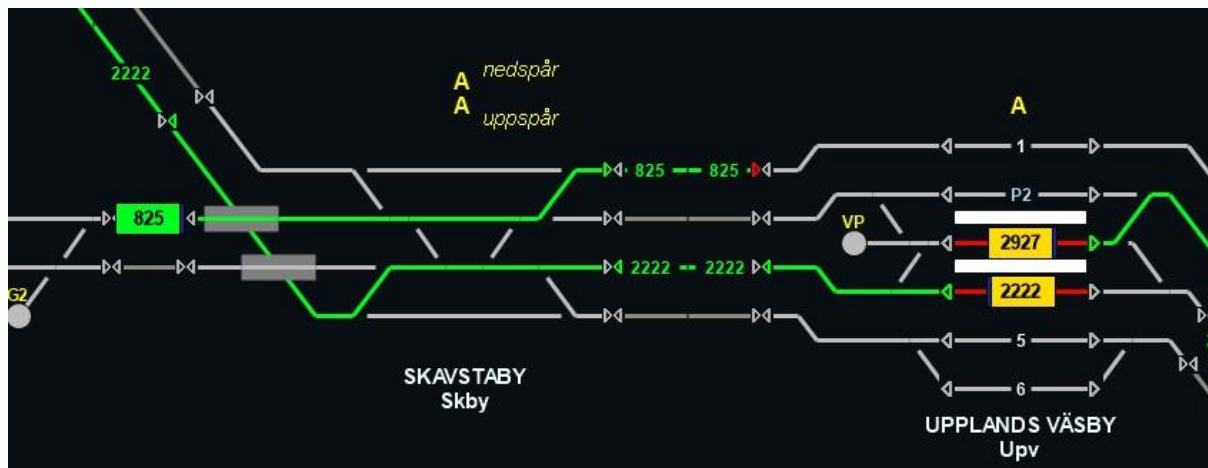 2222
A nedspår
A uppspår
A
825 825
1
P2
825
VP
2927
2222 2222
2222
G2
5
6
SKAVSTABY
Skby
UPPLANDS VÄSBY
Upv